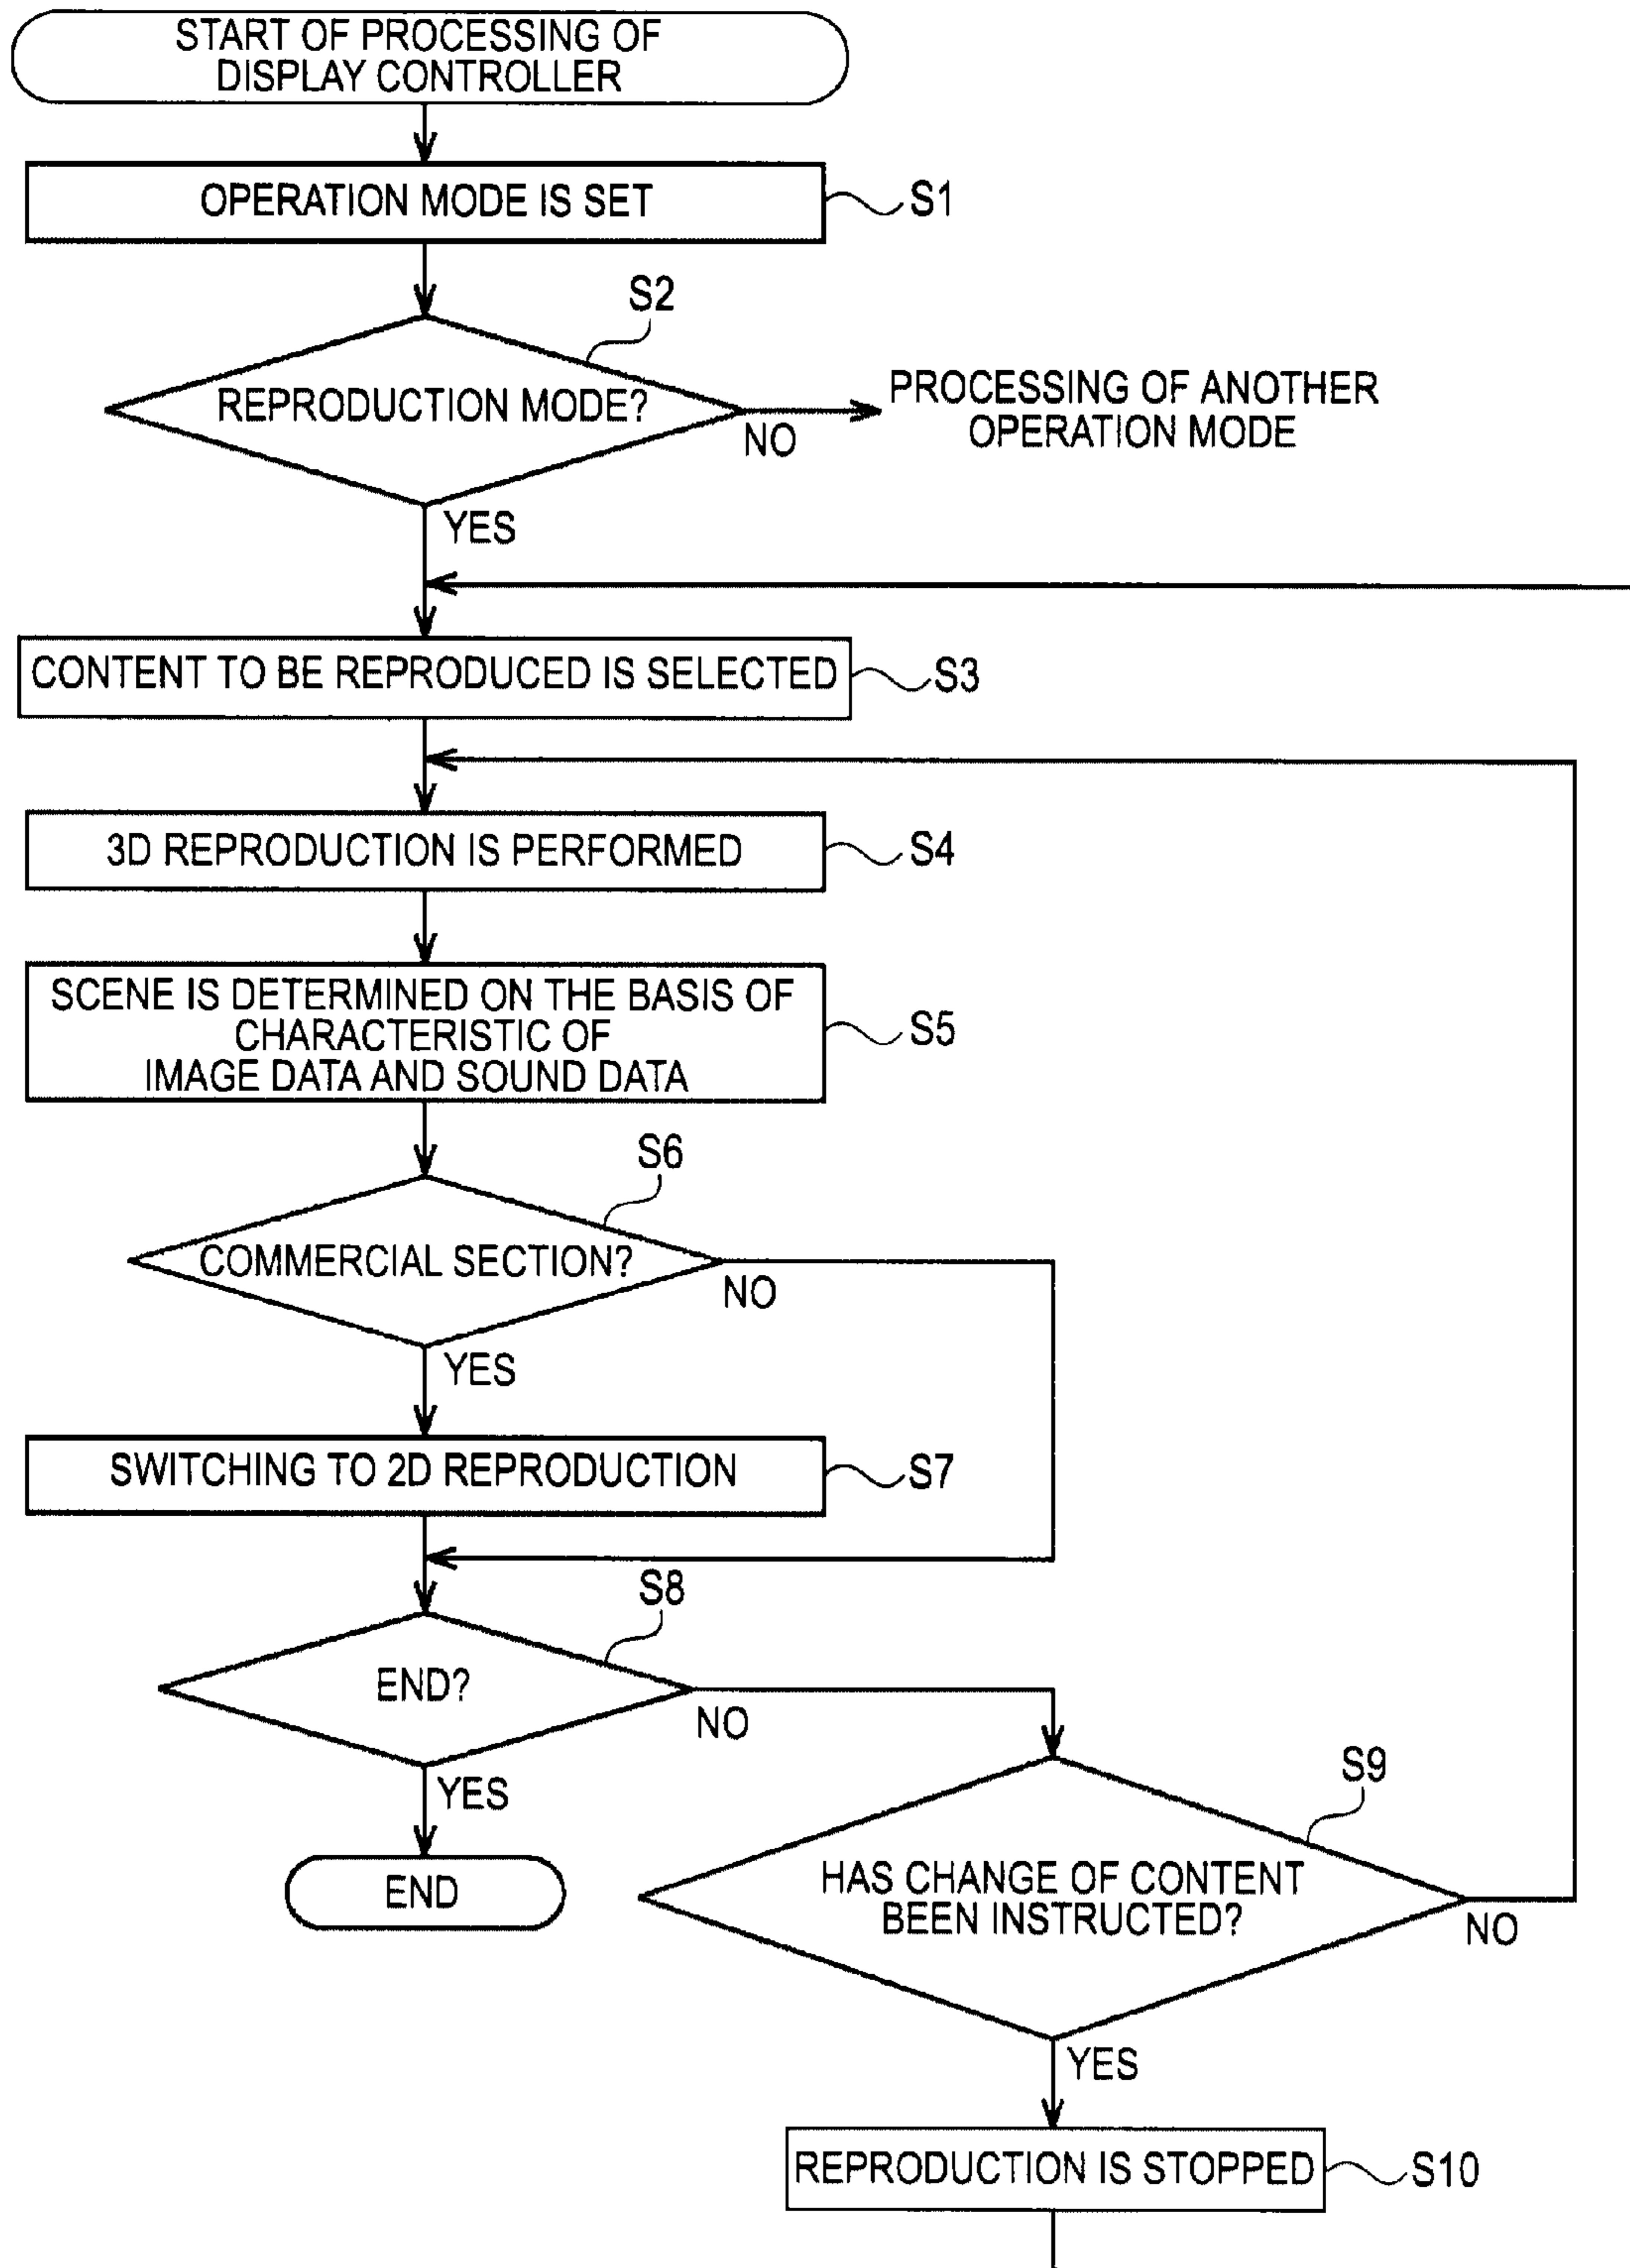 START OF PROCESSING OF
DISPLAY CONTROLLER
OPERATION MODE IS SET
S1
S2
REPRODUCTION MODE?
NO
PROCESSING OF ANOTHER
OPERATION MODE
YES
CONTENT TO BE REPRODUCED IS SELECTED
S3
3D REPRODUCTION IS PERFORMED
S4
SCENE IS DETERMINED ON THE BASIS OF
CHARACTERISTIC OF
IMAGE DATA AND SOUND DATA
S5
S6
COMMERCIAL SECTION?
NO
YES
SWITCHING TO 2D REPRODUCTION
S7
S8
END?
NO
YES
END
S9
HAS CHANGE OF CONTENT
BEEN INSTRUCTED?
NO
YES
REPRODUCTION IS STOPPED
S10